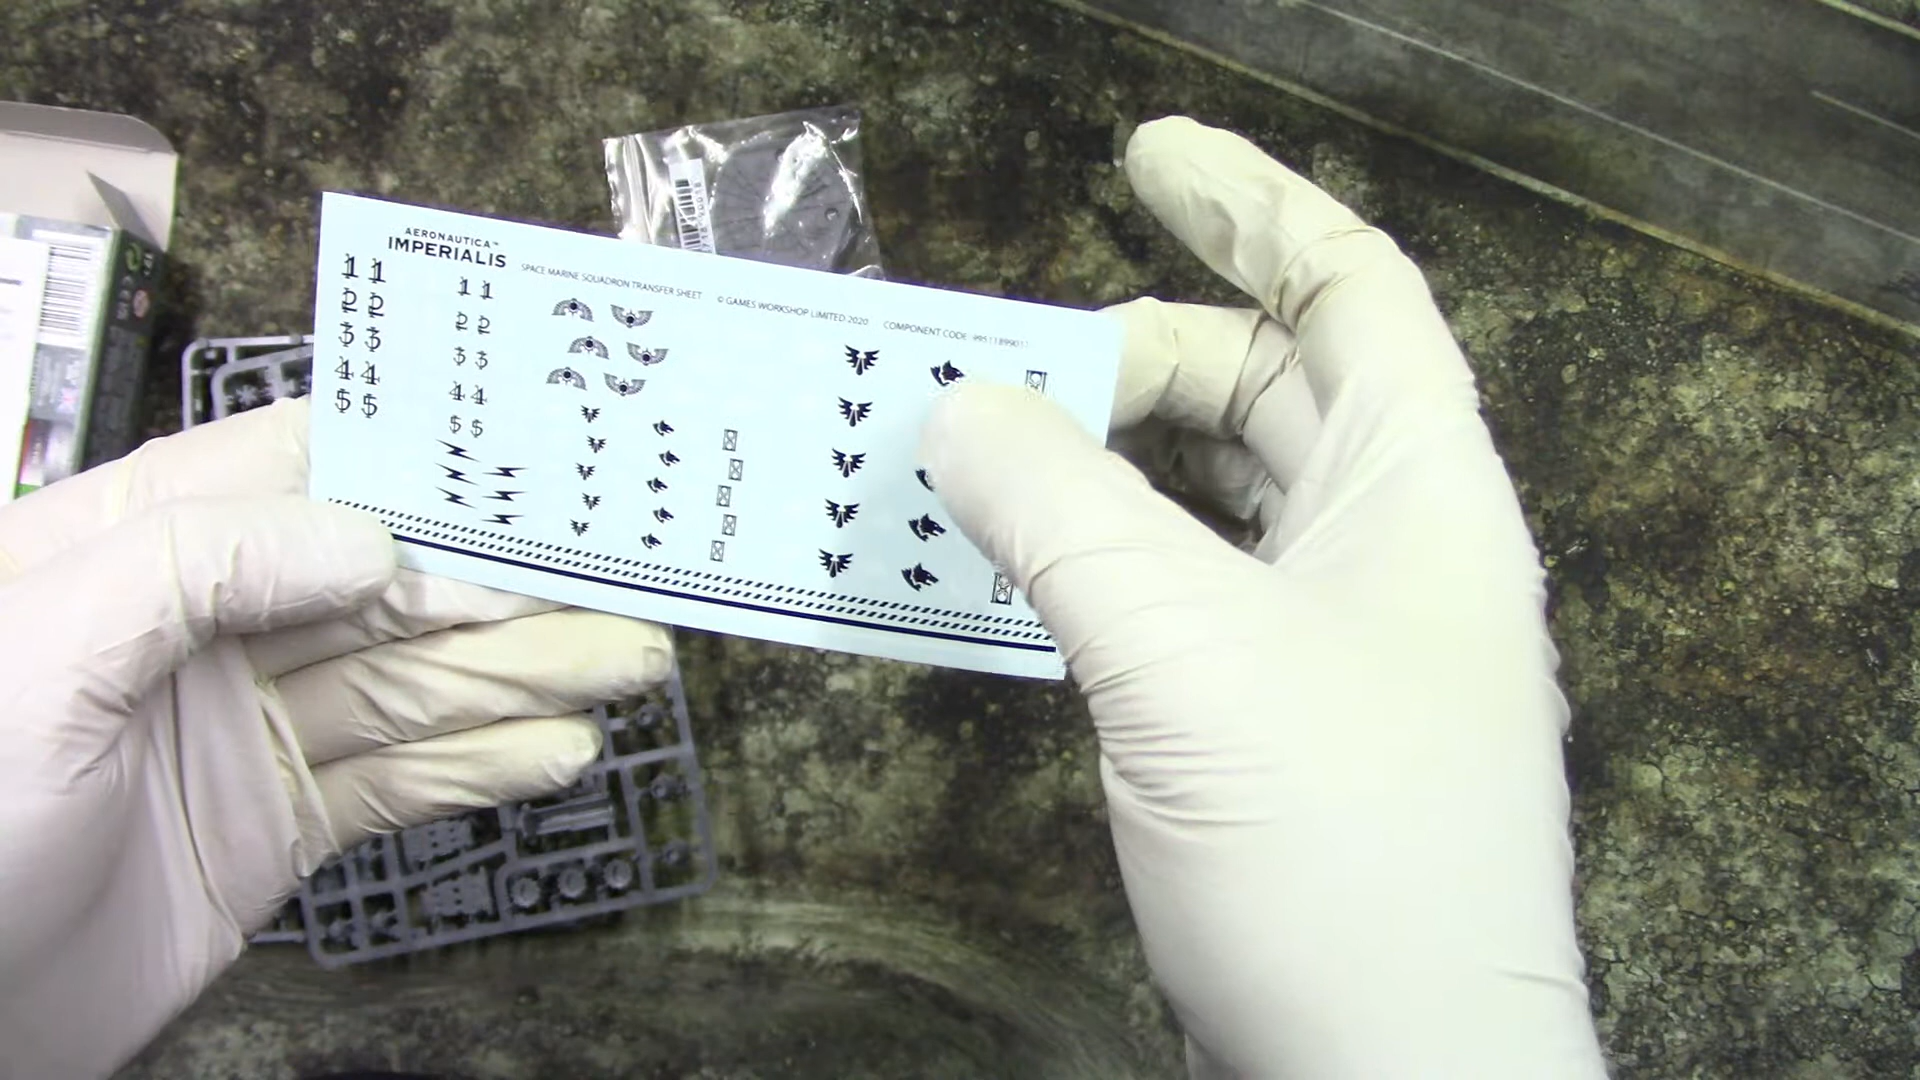 AERONAUTICA™
IMPERIALIS
SPACE MARINE SQUADRON TRANSFER SHEET © GAMES WORKSHOP LIMITED 2020 COMPONENT CODE:
1 1 1 1
2 2 2 2
3 3 3 3
4 4 4 4
5 5 5 5